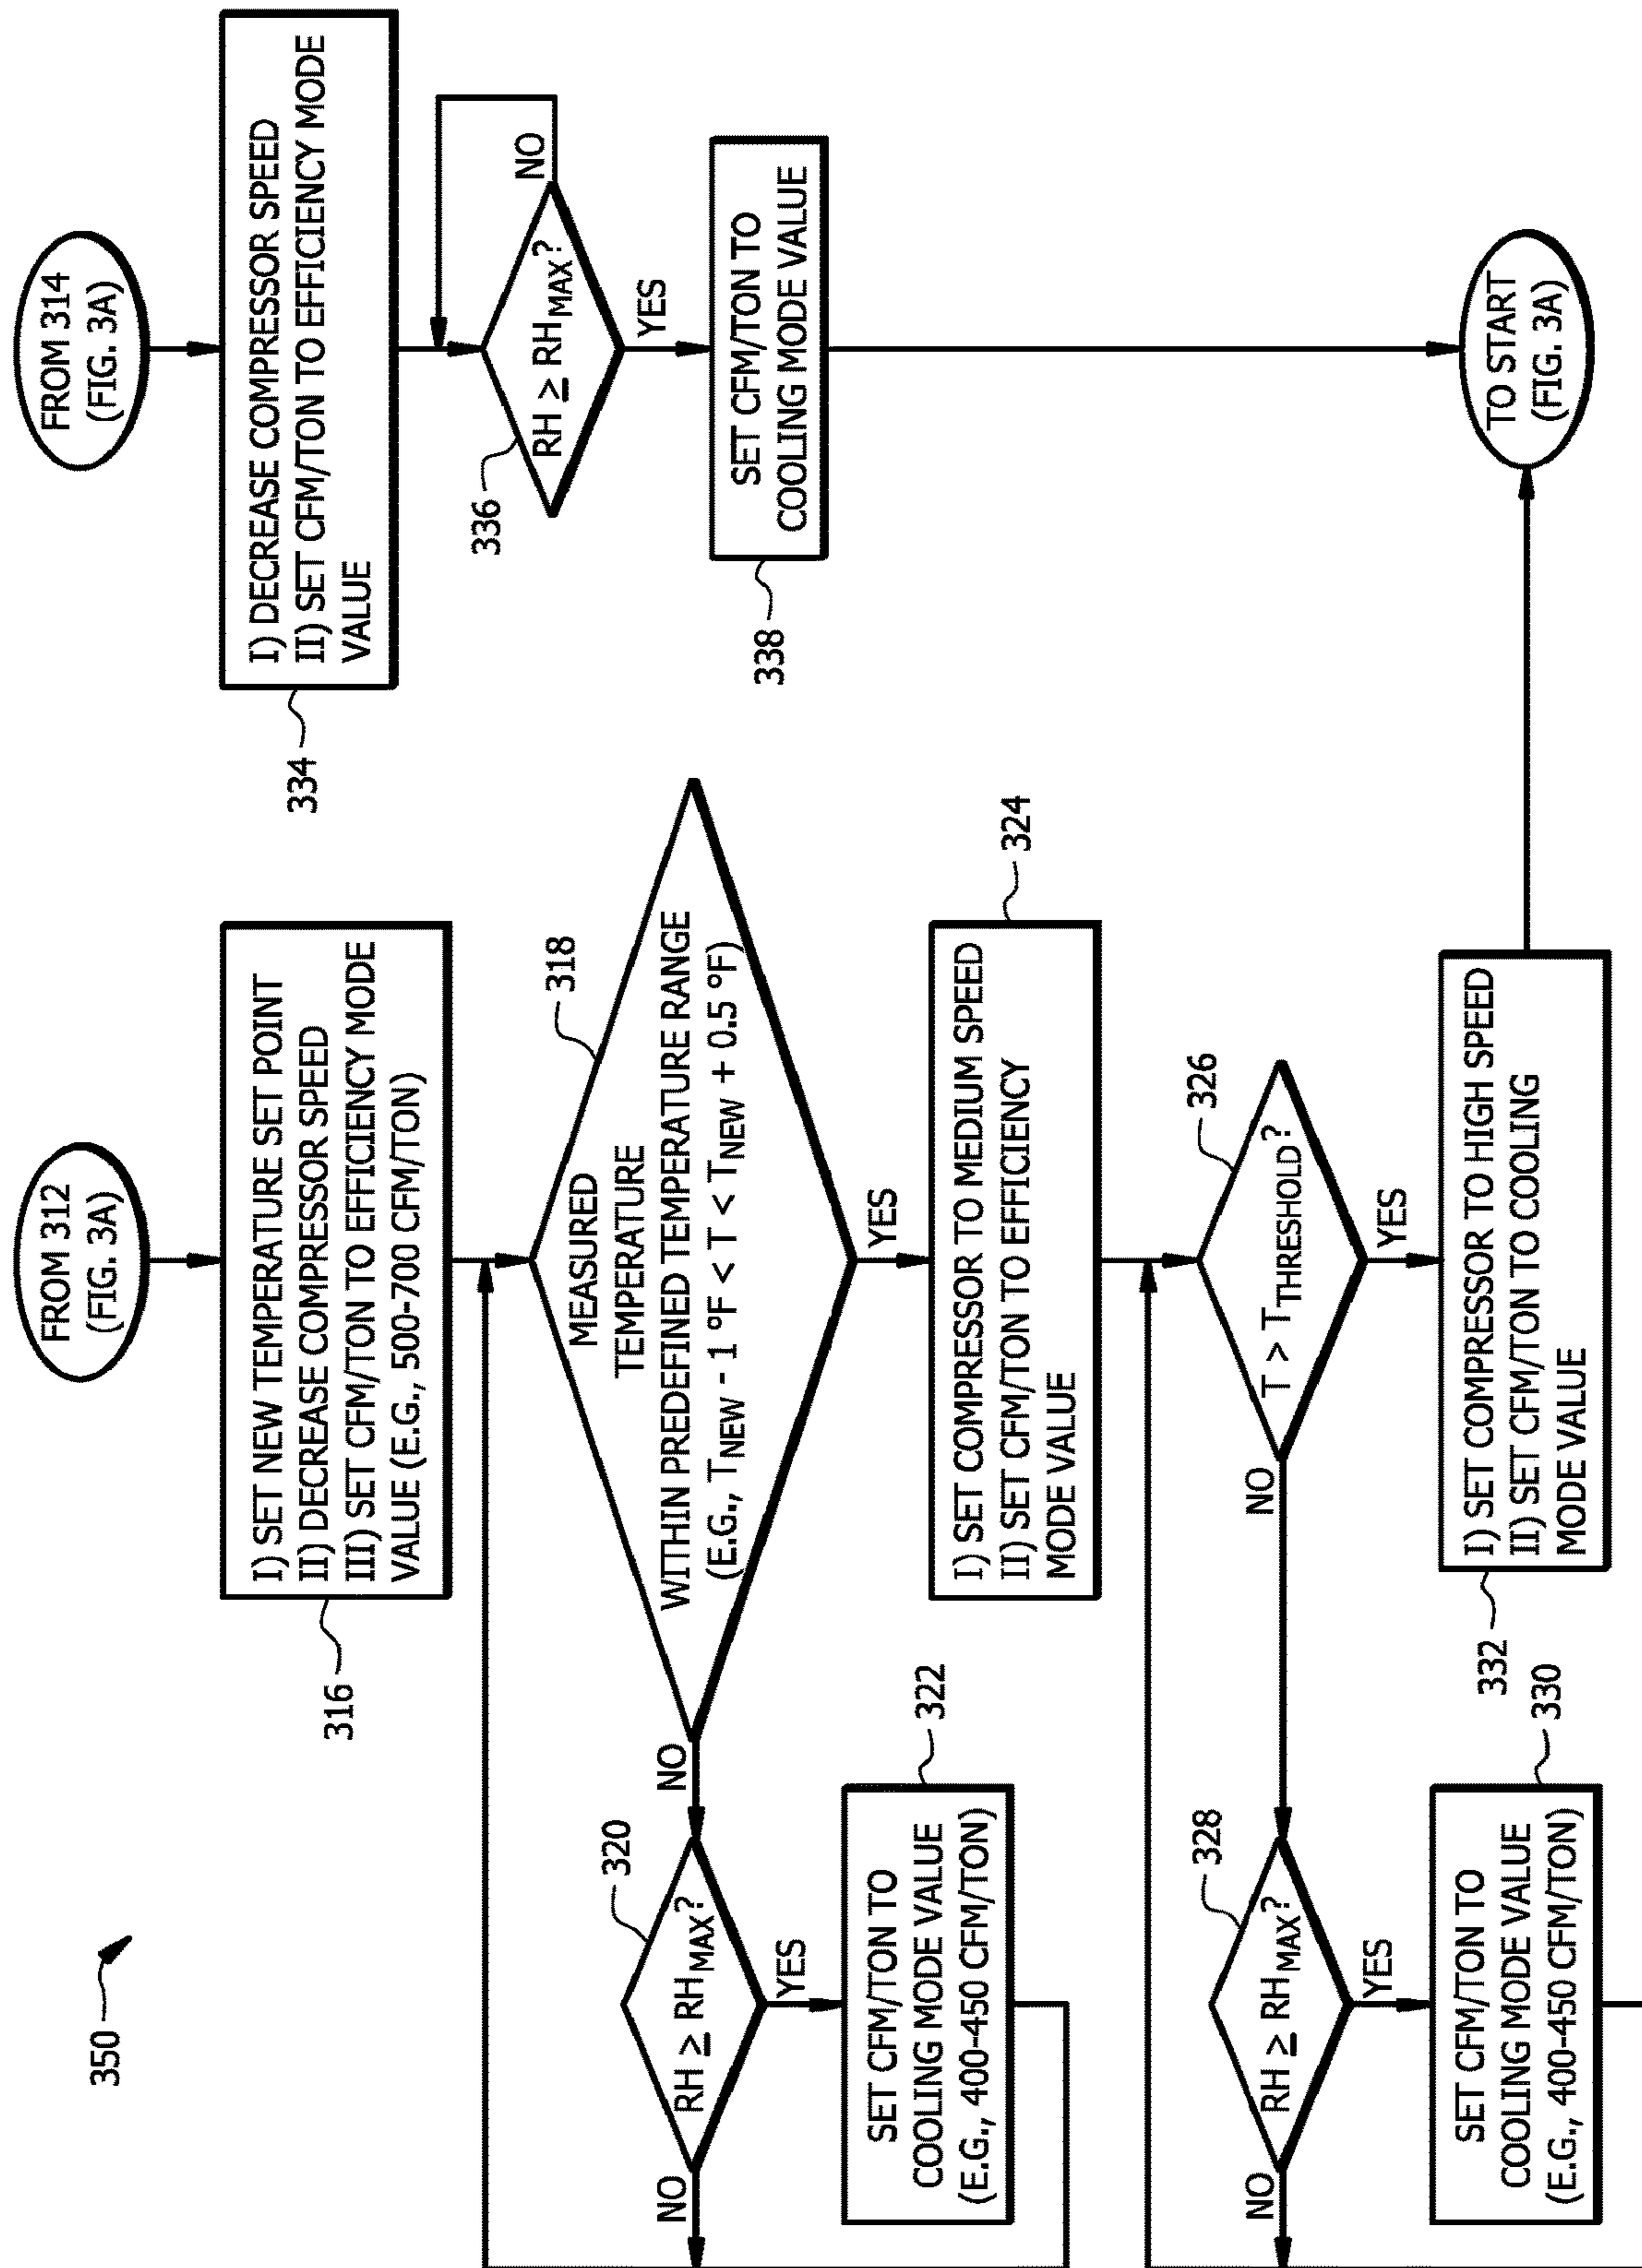 350
FROM 312
(FIG. 3A)
I) SET NEW TEMPERATURE SET POINT
II) DECREASE COMPRESSOR SPEED
III) SET CFM/TON TO EFFICIENCY MODE
VALUE (E.G., 500-700 CFM/TON)
316
MEASURED
TEMPERATURE
WITHIN PREDEFINED TEMPERATURE RANGE
(E.G., TNEW - 1 °F < T < TNEW + 0.5 °F)
318
NO
YES
RH ≥ RHMAX?
320
NO
YES
SET CFM/TON TO
COOLING MODE VALUE
(E.G., 400-450 CFM/TON)
322
I) SET COMPRESSOR TO MEDIUM SPEED
II) SET CFM/TON TO EFFICIENCY
MODE VALUE
324
T > TTHRESHOLD?
326
NO
YES
RH ≥ RHMAX?
328
NO
YES
SET CFM/TON TO
COOLING MODE VALUE
(E.G., 400-450 CFM/TON)
330
I) SET COMPRESSOR TO HIGH SPEED
II) SET CFM/TON TO COOLING
MODE VALUE
332
FROM 314
(FIG. 3A)
I) DECREASE COMPRESSOR SPEED
II) SET CFM/TON TO EFFICIENCY MODE
VALUE
334
RH ≥ RHMAX?
336
NO
YES
SET CFM/TON TO
COOLING MODE VALUE
338
TO START
(FIG. 3A)